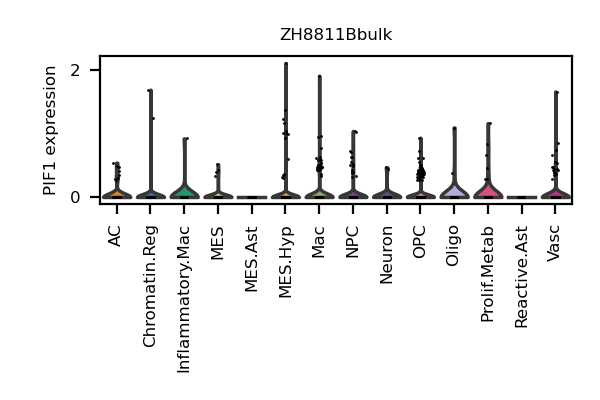 ZH8811Bbulk
PIF1 expression
2
0
AC
Chromatin.Reg
Inflammatory.Mac
MES
MES.Ast
MES.Hyp
Mac
NPC
Neuron
OPC
Oligo
Prolif.Metab
Reactive.Ast
Vasc